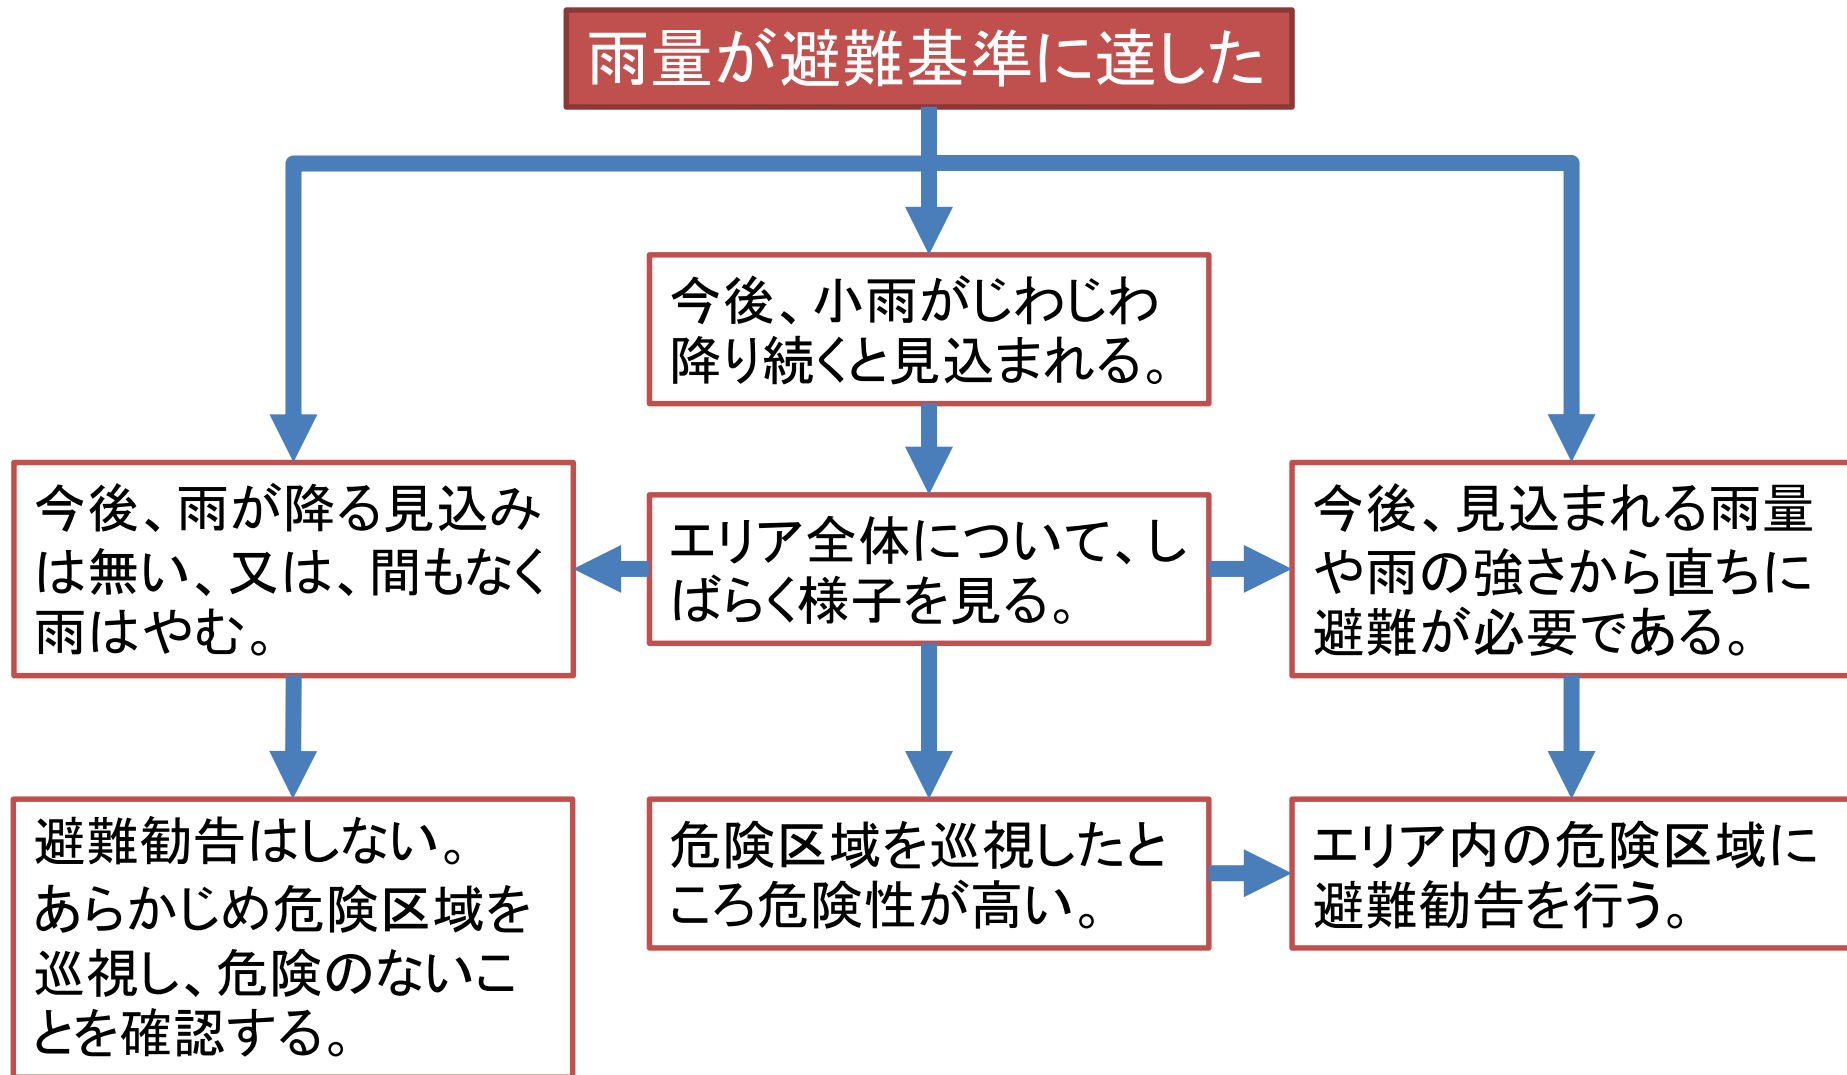 雨量が避難基準に達した
今後、小雨がじわじわ
降り続くと見込まれる。
今後、雨が降る見込み
は無い、又は、間もなく
雨はやむ。
エリア全体について、し
ばらく様子を見る。
今後、見込まれる雨量
や雨の強さから直ちに
避難が必要である。
避難勧告はしない。
あらかじめ危険区域を
巡視し、危険のないこ
とを確認する。
危険区域を巡視したと
ころ危険性が高い。
エリア内の危険区域に
避難勧告を行う。